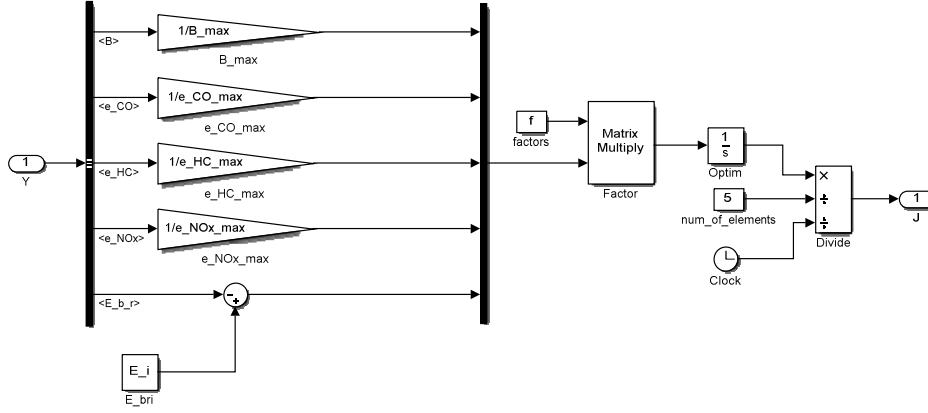 1/B_max
<B>
B_max
1/e_CO_max
<e_CO>
e_CO_max
f
factors
Matrix
Multiply
Factor
1
Y
1/e_HC_max
<e_HC>
e_HC_max
1
s
Optim
×
5
÷
num_of_elements
÷
Divide
1
J
1/e_NOx_max
<e_NOx>
e_NOx_max
Clock
<E_b_r>
-
+
E_i
E_bri